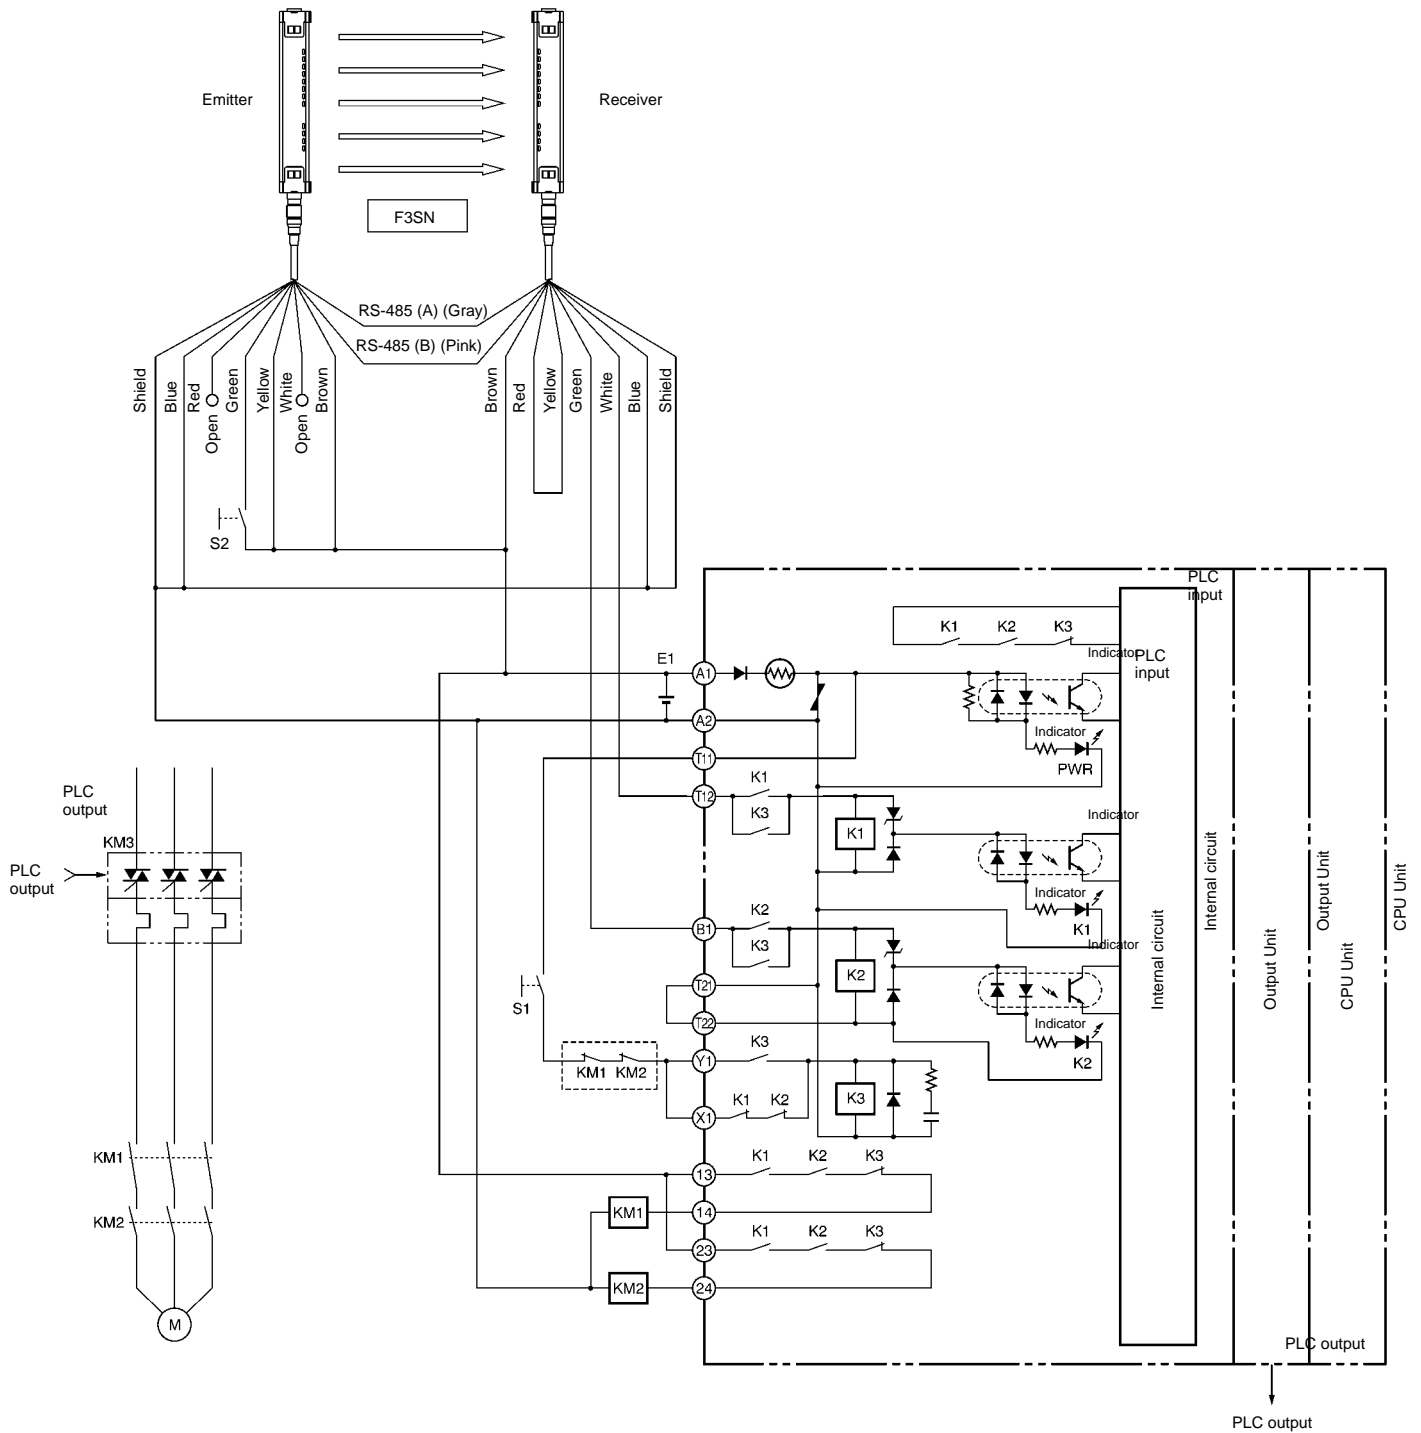 Emitter
Receiver
F3SN
RS-485 (A) (Gray)
RS-485 (B) (Pink)
Shield
Blue
Red
Open
Green
Yellow
White
Open
Brown
Brown
Red
Yellow
Green
White
Blue
Shield
S2
PLC
input
K1 K2 K3
Indicator
PLC
input
E1
A1
A2
Indicator
PWR
T11
T12
K1
K3
K1
Indicator
Indicator
K1
B1
K2
K3
K2
Indicator
Indicator
K2
T21
T22
S1
KM1 KM2
Y1
K3
X1
K1 K2
K3
13
K1 K2 K3
KM1
14
23
K1 K2 K3
KM2
24
Internal circuit
Internal circuit
Output Unit
Output Unit
CPU Unit
CPU Unit
PLC output
PLC output
PLC
output
KM3
PLC
output
KM1
KM2
M